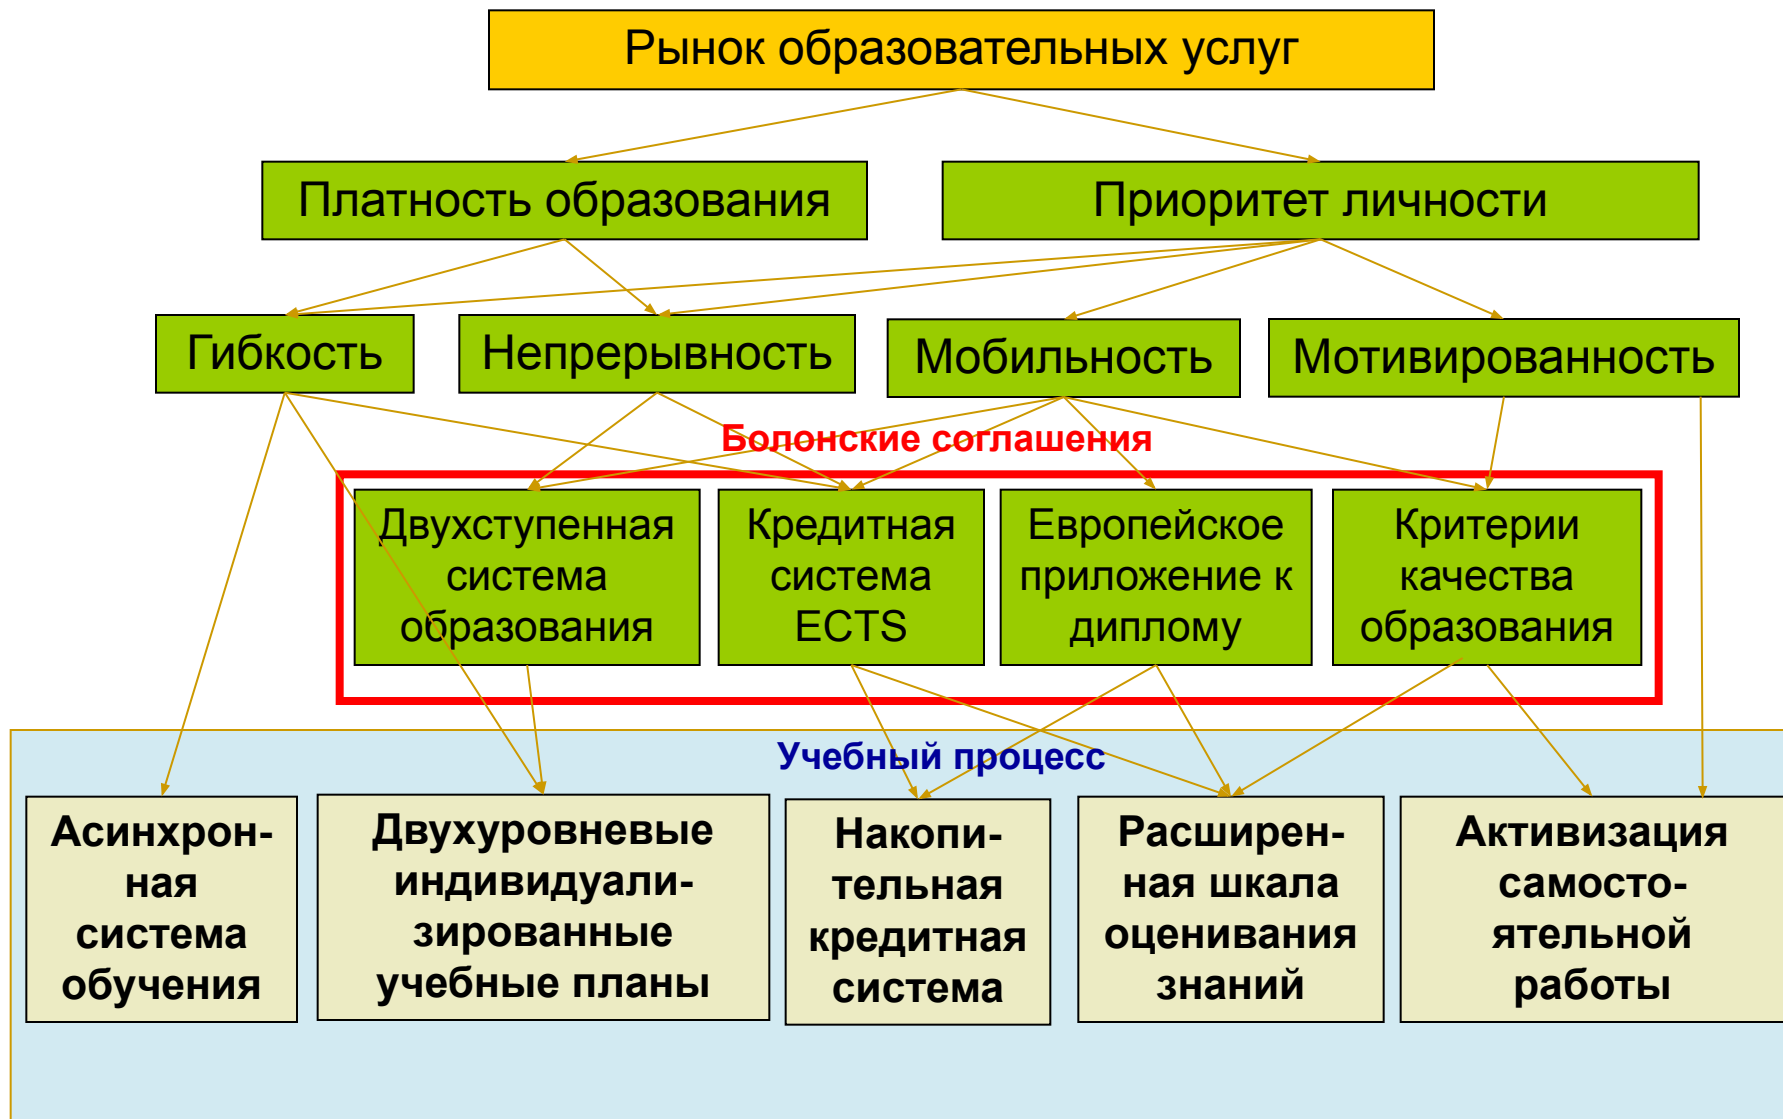 Рынок образовательных услуг
Платность образования
Приоритет личности
Гибкость
Непрерывность
Мобильность
Мотивированность
Болонские соглашения
Двухступенная
система
образования
Кредитная
система
ECTS
Европейское
приложение к
диплому
Критерии
качества
образования
Учебный процесс
Асинхрон-
ная
система
обучения
Двухуровневые
индивидуали-
зированные
учебные планы
Накопи-
тельная
кредитная
система
Расширен-
ная шкала
оценивания
знаний
Активизация
самосто-
ятельной
работы